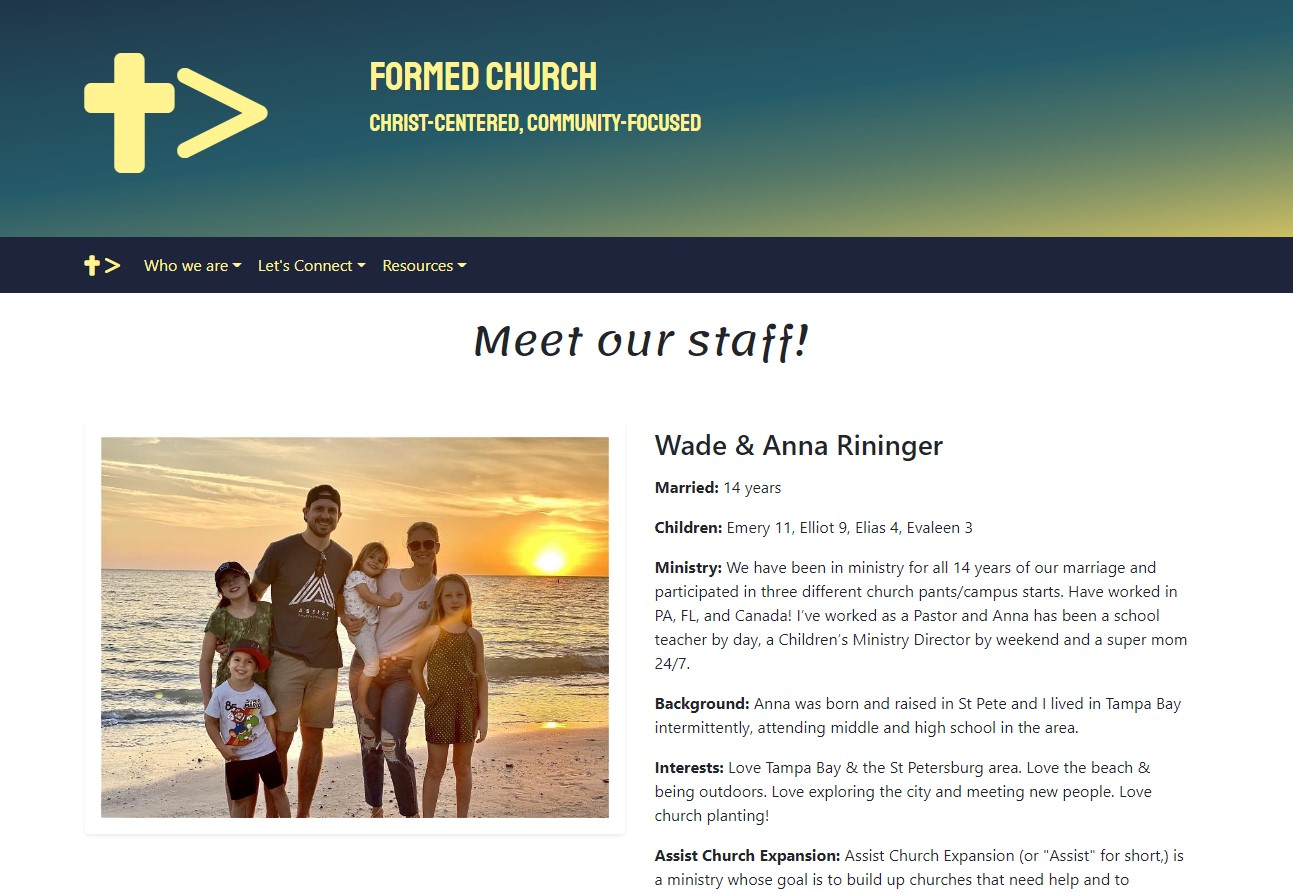 FORMED CHURCH
CHRIST-CENTERED, COMMUNITY-FOCUSED
Who we are
Let's Connect
Resources
Meet our staff!
ASSIST
85
MARIO
Wade & Anna Rininger
Married: 14 years
Children: Emery 11, Elliot 9, Elias 4, Evaleen 3
Ministry: We have been in ministry for all 14 years of our marriage and
participated in three different church pants/campus starts. Have worked in
PA, FL, and Canada! I’ve worked as a Pastor and Anna has been a school
teacher by day, a Children’s Ministry Director by weekend and a super mom
24/7.
Background: Anna was born and raised in St Pete and I lived in Tampa Bay
intermittently, attending middle and high school in the area.
Interests: Love Tampa Bay & the St Petersburg area. Love the beach &
being outdoors. Love exploring the city and meeting new people. Love
church planting!
Assist Church Expansion: Assist Church Expansion (or "Assist" for short,) is
a ministry whose goal is to build up churches that need help and to